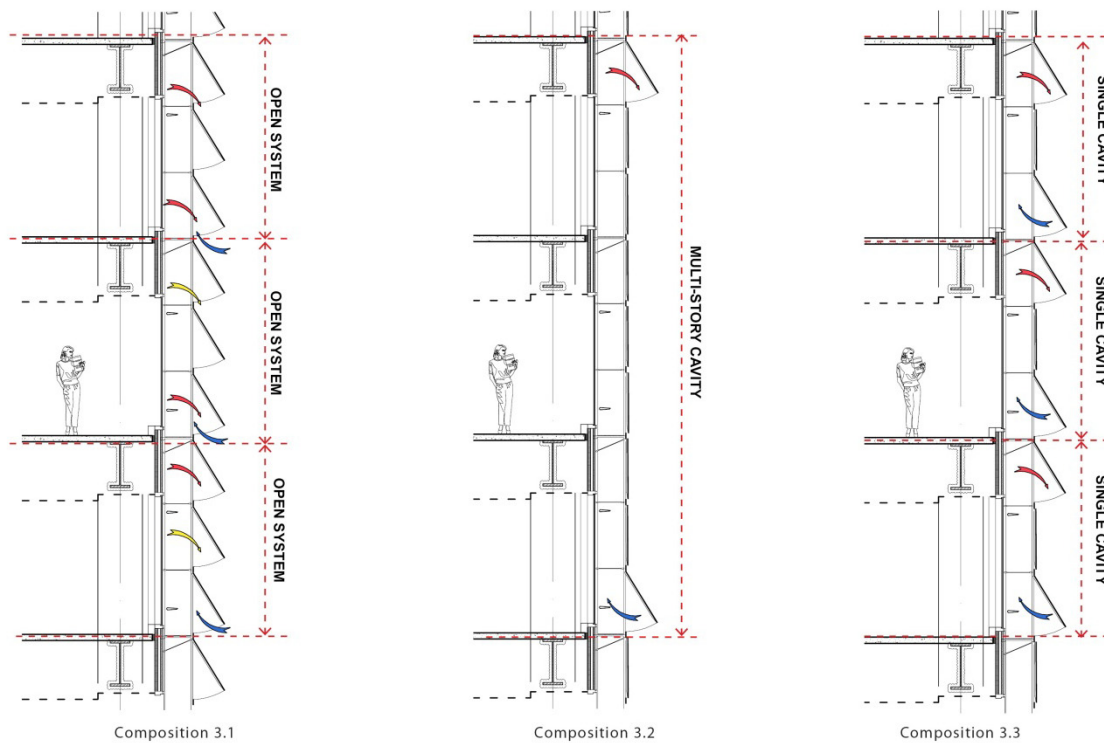 OPEN SYSTEM
OPEN SYSTEM
OPEN SYSTEM
Composition 3.1
MULTI-STORY CAVITY
Composition 3.2
SINGLE CAVITY
SINGLE CAVITY
SINGLE CAVITY
Composition 3.3